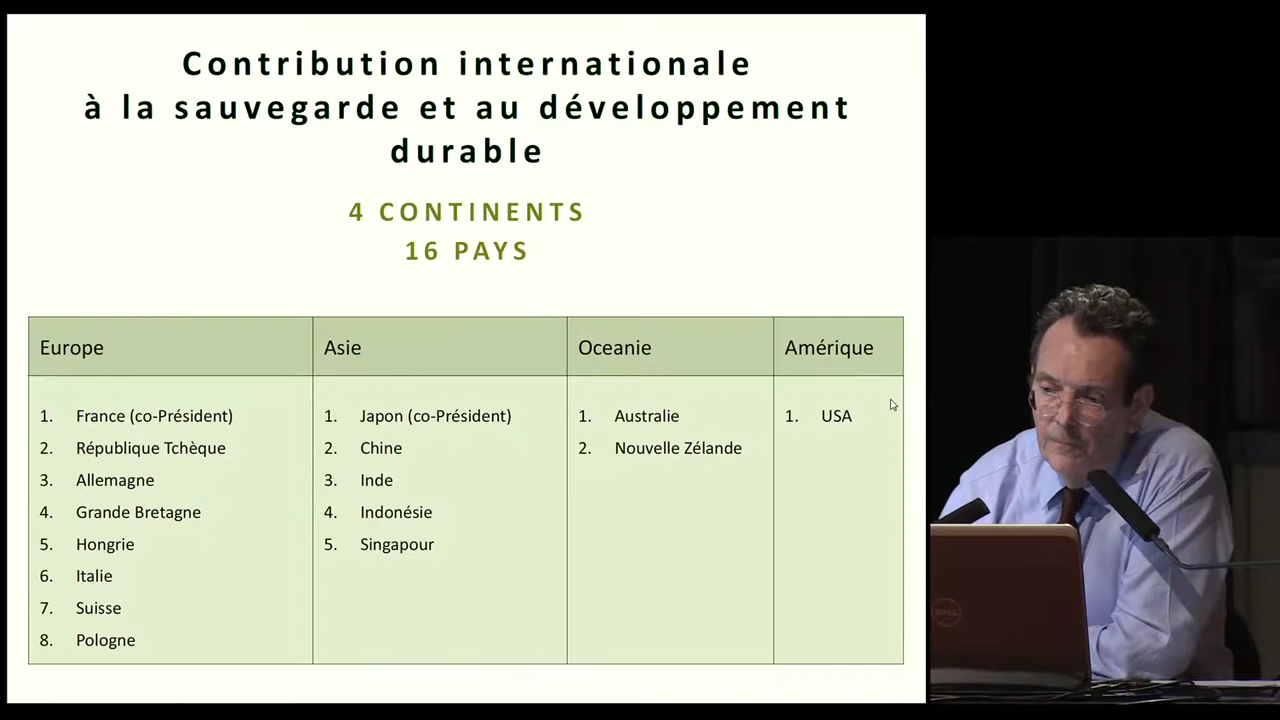 Contribution internationale
à la sauvegarde et au développement
durable
4 CONTINENTS
16 PAYS
Europe
Asie
Oceanie
Amérique
1. France (co-Président)
2. République Tchèque
3. Allemagne
4. Grande Bretagne
5. Hongrie
6. Italie
7. Suisse
8. Pologne
1. Japon (co-Président)
2. Chine
3. Inde
4. Indonésie
5. Singapour
1. Australie
2. Nouvelle Zélande
1. USA
DELL